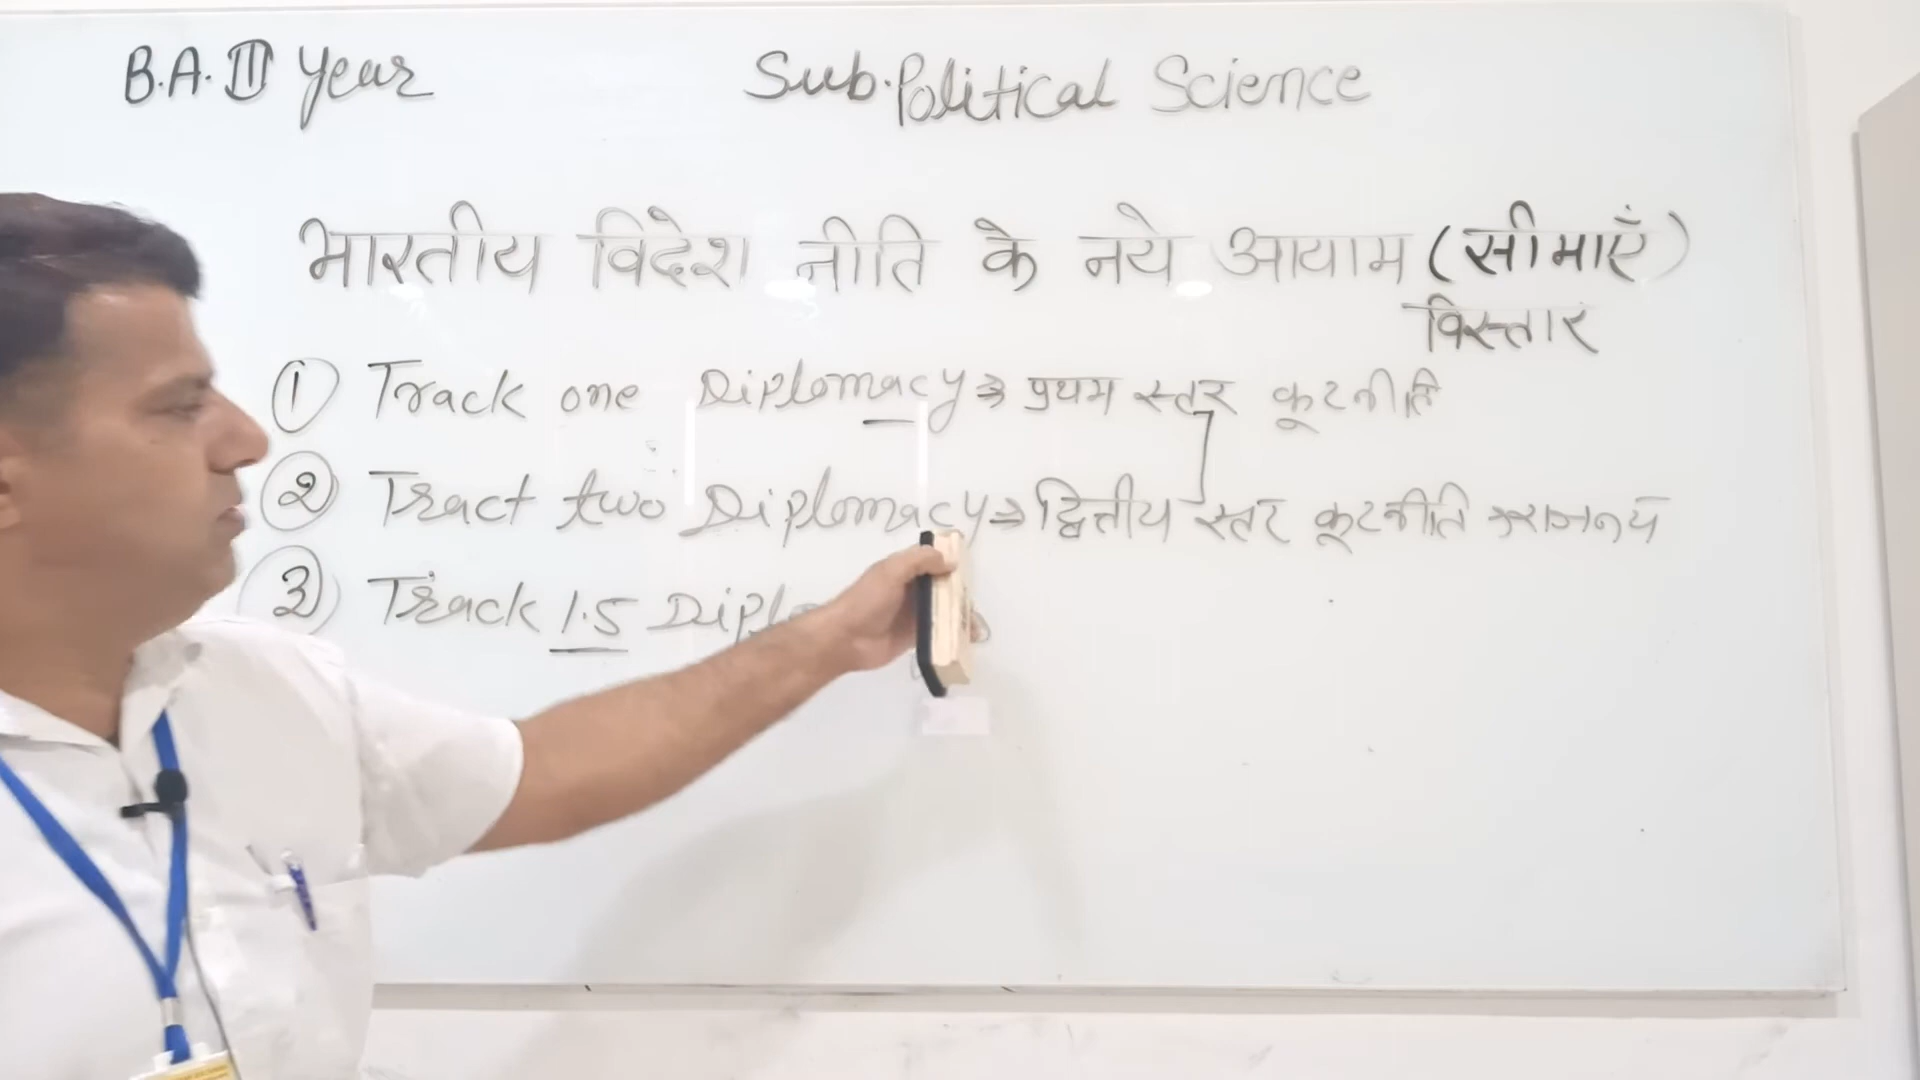 B.A. III Year Sub. Political Science
भारतीय विदेश नीति के नये आयाम (सीमाएँ)
विस्तार
① Track one Diplomacy → प्रथम स्तर कूटनीति
② Tract two Diplomacy → द्वितीय स्तर कूटनीति
③ Track 1.5 Diplo